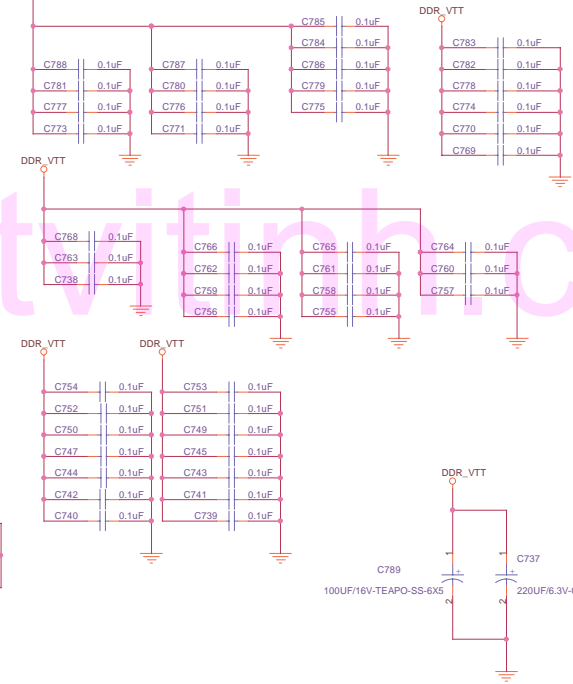 DDR_VTT
C785 0.1uF
C784 0.1uF
C786 0.1uF
C779 0.1uF
C775 0.1uF
C788 0.1uF
C781 0.1uF
C777 0.1uF
C773 0.1uF
C787 0.1uF
C780 0.1uF
C776 0.1uF
C771 0.1uF
C783 0.1uF
C782 0.1uF
C778 0.1uF
C774 0.1uF
C770 0.1uF
C769 0.1uF
DDR_VTT
tvitinh.c
C768 0.1uF
C763 0.1uF
C738 0.1uF
C766 0.1uF
C762 0.1uF
C759 0.1uF
C756 0.1uF
C765 0.1uF
C761 0.1uF
C758 0.1uF
C755 0.1uF
C764 0.1uF
C760 0.1uF
C757 0.1uF
DDR_VTT
DDR_VTT
C754 0.1uF
C752 0.1uF
C750 0.1uF
C747 0.1uF
C744 0.1uF
C742 0.1uF
C740 0.1uF
C753 0.1uF
C751 0.1uF
C749 0.1uF
C745 0.1uF
C743 0.1uF
C741 0.1uF
C739 0.1uF
DDR_VTT
C789
100UF/16V-TEAPO-SS-6X5
1
+
2
C737
220UF/6.3V-
1
+
2